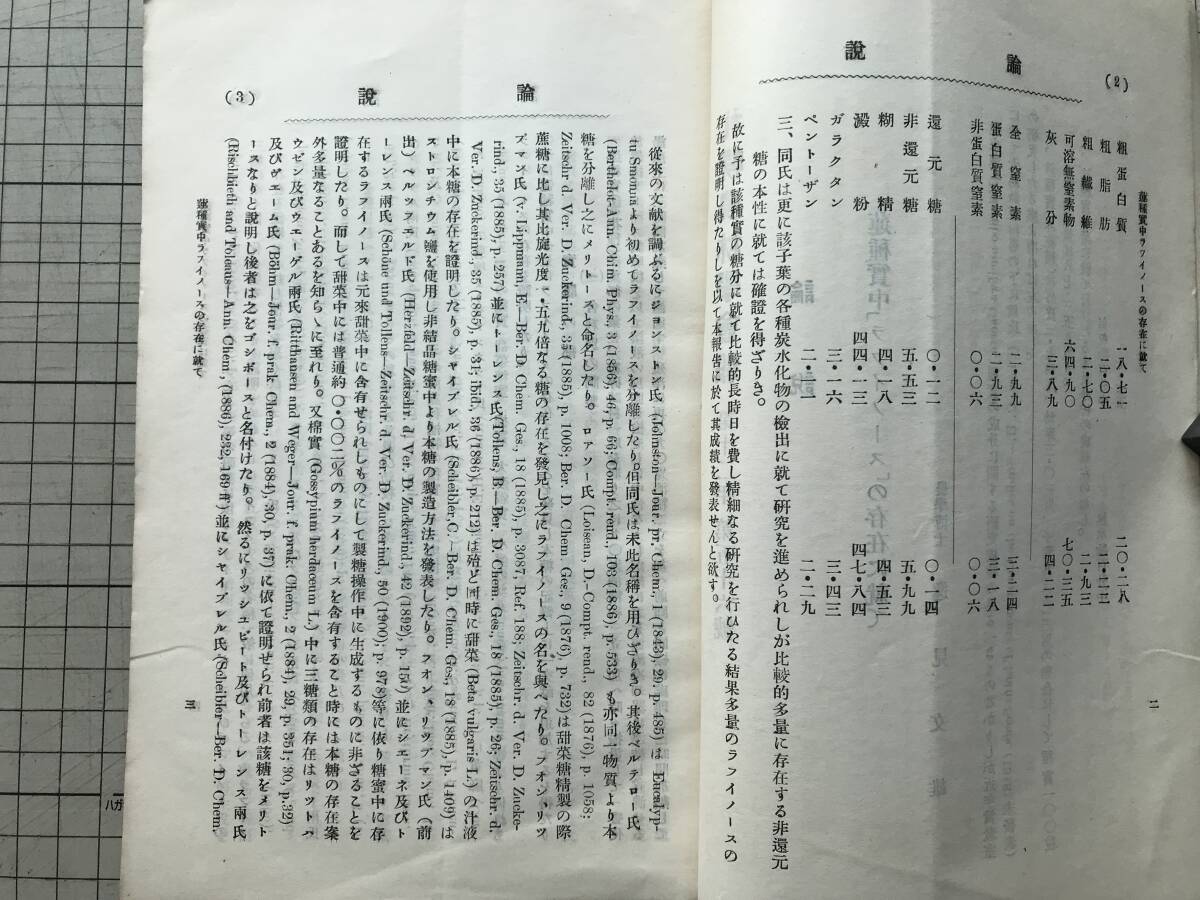 (2)
論
說
蓮種實中ラフイノースの存在に就て
粗蛋白質 一八・七一 二〇・二八
粗脂肪 二・〇五 二・二二
粗纖維 二・七〇 二・九三
可溶無窒素物 六四・九〇 七〇・三五
灰分 三・八九 四・二二
全窒素 二・九九 三・二四
蛋白質窒素 二・九三 三・一八
非蛋白質窒素 〇・〇六 〇・〇六
還元糖 〇・一二 〇・一四
非還元糖 五・五三 五・九九
糊精 四・一八 四・五三
澱粉 四四・一三 四七・八四
ガラクタン 三・一六 三・四三
ペントーザン 二・一一 二・二九
三、同氏は更に該子葉の各種炭水化物の檢出に就て研究を進められしが比較的多量に存在する非還元
糖の本性に就ては確證を得ざりき。
故に予は該種實の糖分に就て比較的長時日を費し精細なる研究を行ひたる結果多量のラフイノースの
存在を證明し得たりしを以て本報告に於て其成績を發表せんと欲す。
二
論
說
(3)
從來の文献を調ぶるにジョンストン氏 (Johnston—Jour. pr. Chem., 1 (1843), 29. p. 485) は Eucalyp-
tu Smonna より初めてラフイノースを分離したり。但同氏は未此名稱を用ひざりき。其後ベルテロー氏
(Berthelot-Ann. Chim. Phys., 3 (1856), 46, p. 66; Compt. rend., 103 (1886), p. 533) も亦同一物質より本
糖を分離し之にメリトーズと命名したり。ロアソー氏 (Loiseau, D.-Compt. rend., 82 (1876), p. 1058;
Zeitschr d. Ver. D. Zuckerind., 35 (1885), p. 1008; Ber. D. Chem Ges., 9 (1876), p. 732) は甜菜糖精製の際
蔗糖に比し其比旋光度一・五九倍なる糖の存在を發見し之にラフイノースの名を與へたり。フオン、リツ
プマン氏 (v. Lippmann, E.—Ber. D. Chem. Ges., 18 (1885), p. 3087, Ref. 188; Zeitschr. d. Ver. D. Zucke-
rind., 35 (1885), p. 257) 並にトーレンス氏(Tollens, B—Ber. D. Chem. Ges., 18 (1885), p. 26; Zeitschr. d.
Ver. D. Zuckerind., 35 (1885), p. 31; ibid., 36 (1886), p. 212) は殆ど同時に甜菜 (Beta vulgaris L.) の汁液
中に本糖の存在を證明したり。シャイブレル氏 (Scheibler, C.—Ber. D. Chem. Ges., 18 (1885), p. 1409) は
ストロンチウム鹽を使用し非結晶糖蜜中より本糖の製造方法を發表したり。フオン、リツプマン氏 (前
出) ヘルツフエルド氏 (Herzfeld—Zeitschr. d. Ver. D. Zuckerind., 42 (1892), p. 150) 並にシエーネ及びト
ーレンス兩氏 (Schöne und Tollens—Zeitschr. d. Ver. D. Zuckerind., 50 (1900); p. 978)等に依り糖蜜中に存
在するラフイノースは元來甜菜中に含有せられしものにして製糖操作中に生成するものに非ざることを
證明したり。而して甜菜中には普通約〇・〇〇二%のラフイノースを含有すること時には本糖の存在案
外多量なることあるを知らヽに至れり。又棉實 (Gossypium herdaceum L.) 中に三糖類の存在はリツトハ
ウゼン及びウエーゲル兩氏 (Ritthausen and Weger—Jour. f. prak. Chem., 2 (1884), 29, p. 351; 30, p.32)
及びヴエーム氏 (Böhm—Jour. f. prak Chem., 2 (1884), 30, p. 37) に依て證明せられ前者は該糖をメリト
ースなりと說明し後者は之をゴシポースと名付けたり。然るにリツシエビート及びトーレンス兩氏
(Rischbieth and Tolenns—Ann Chem., (1886), 232, 169 頁) 並にシャイブレル氏 (Scheibler—Ber. D. Chem.
蓮種實中ラフイノースの存在に就て
三